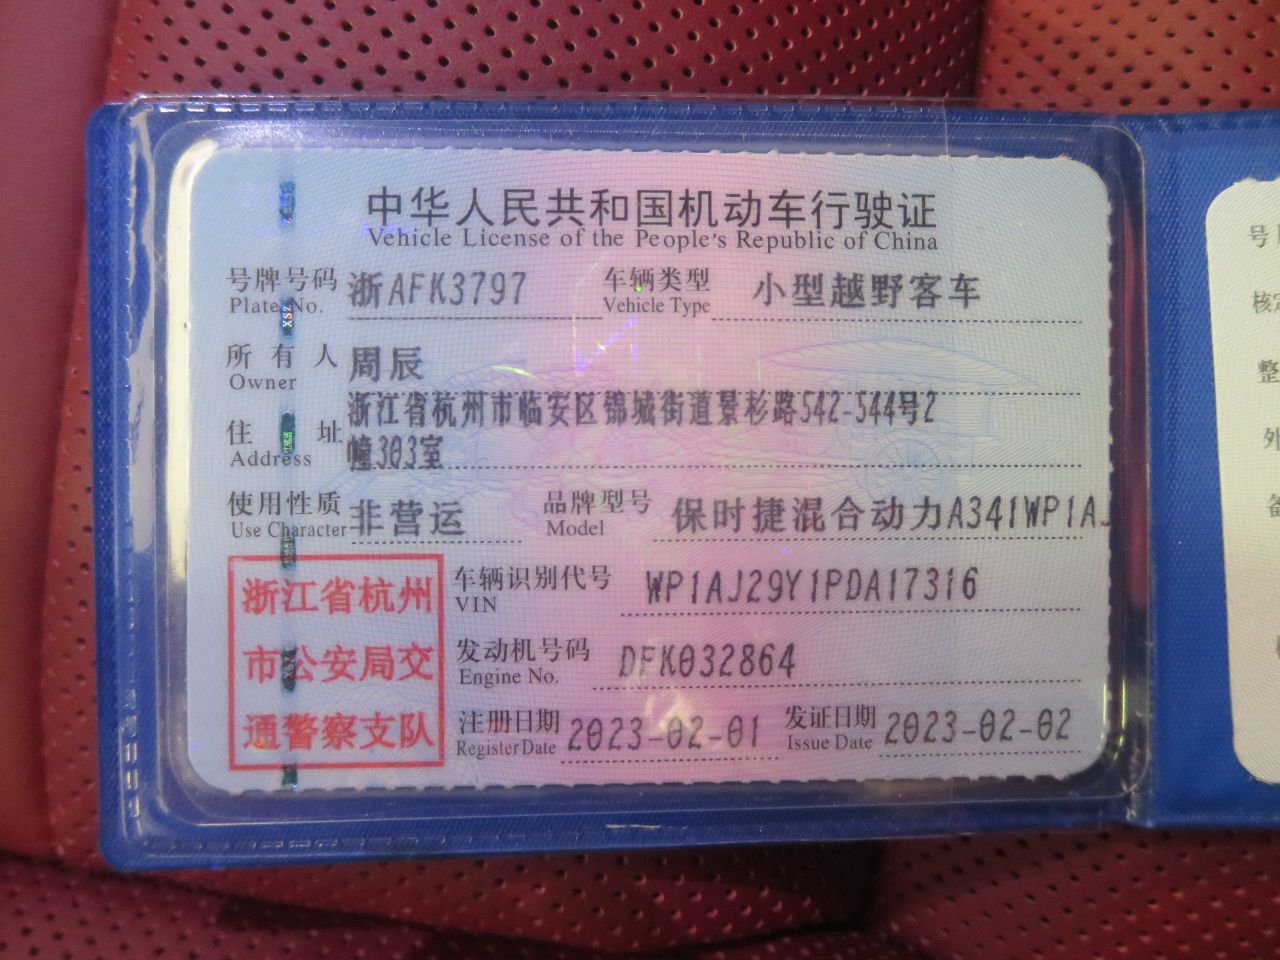 中华人民共和国机动车行驶证
Vehicle License of the People's Republic of China
号牌号码 浙AFK3797 车辆类型 小型越野客车
Plate No. Vehicle Type
所有人 周辰
Owner
浙江省杭州市临安区锦城街道景杉路542-544号2
住址 幢303室
Address
使用性质 非营运 品牌型号 保时捷混合动力A341WP1AJ
Use Character Model
浙江省杭州
市公安局交
通警察支队
车辆识别代号 WP1AJ29Y1PDA17316
VIN
发动机号码 DFK032864
Engine No.
注册日期 2023-02-01 发证日期 2023-02-02
Register Date Issue Date
XSZ
号
核定
整
外
备